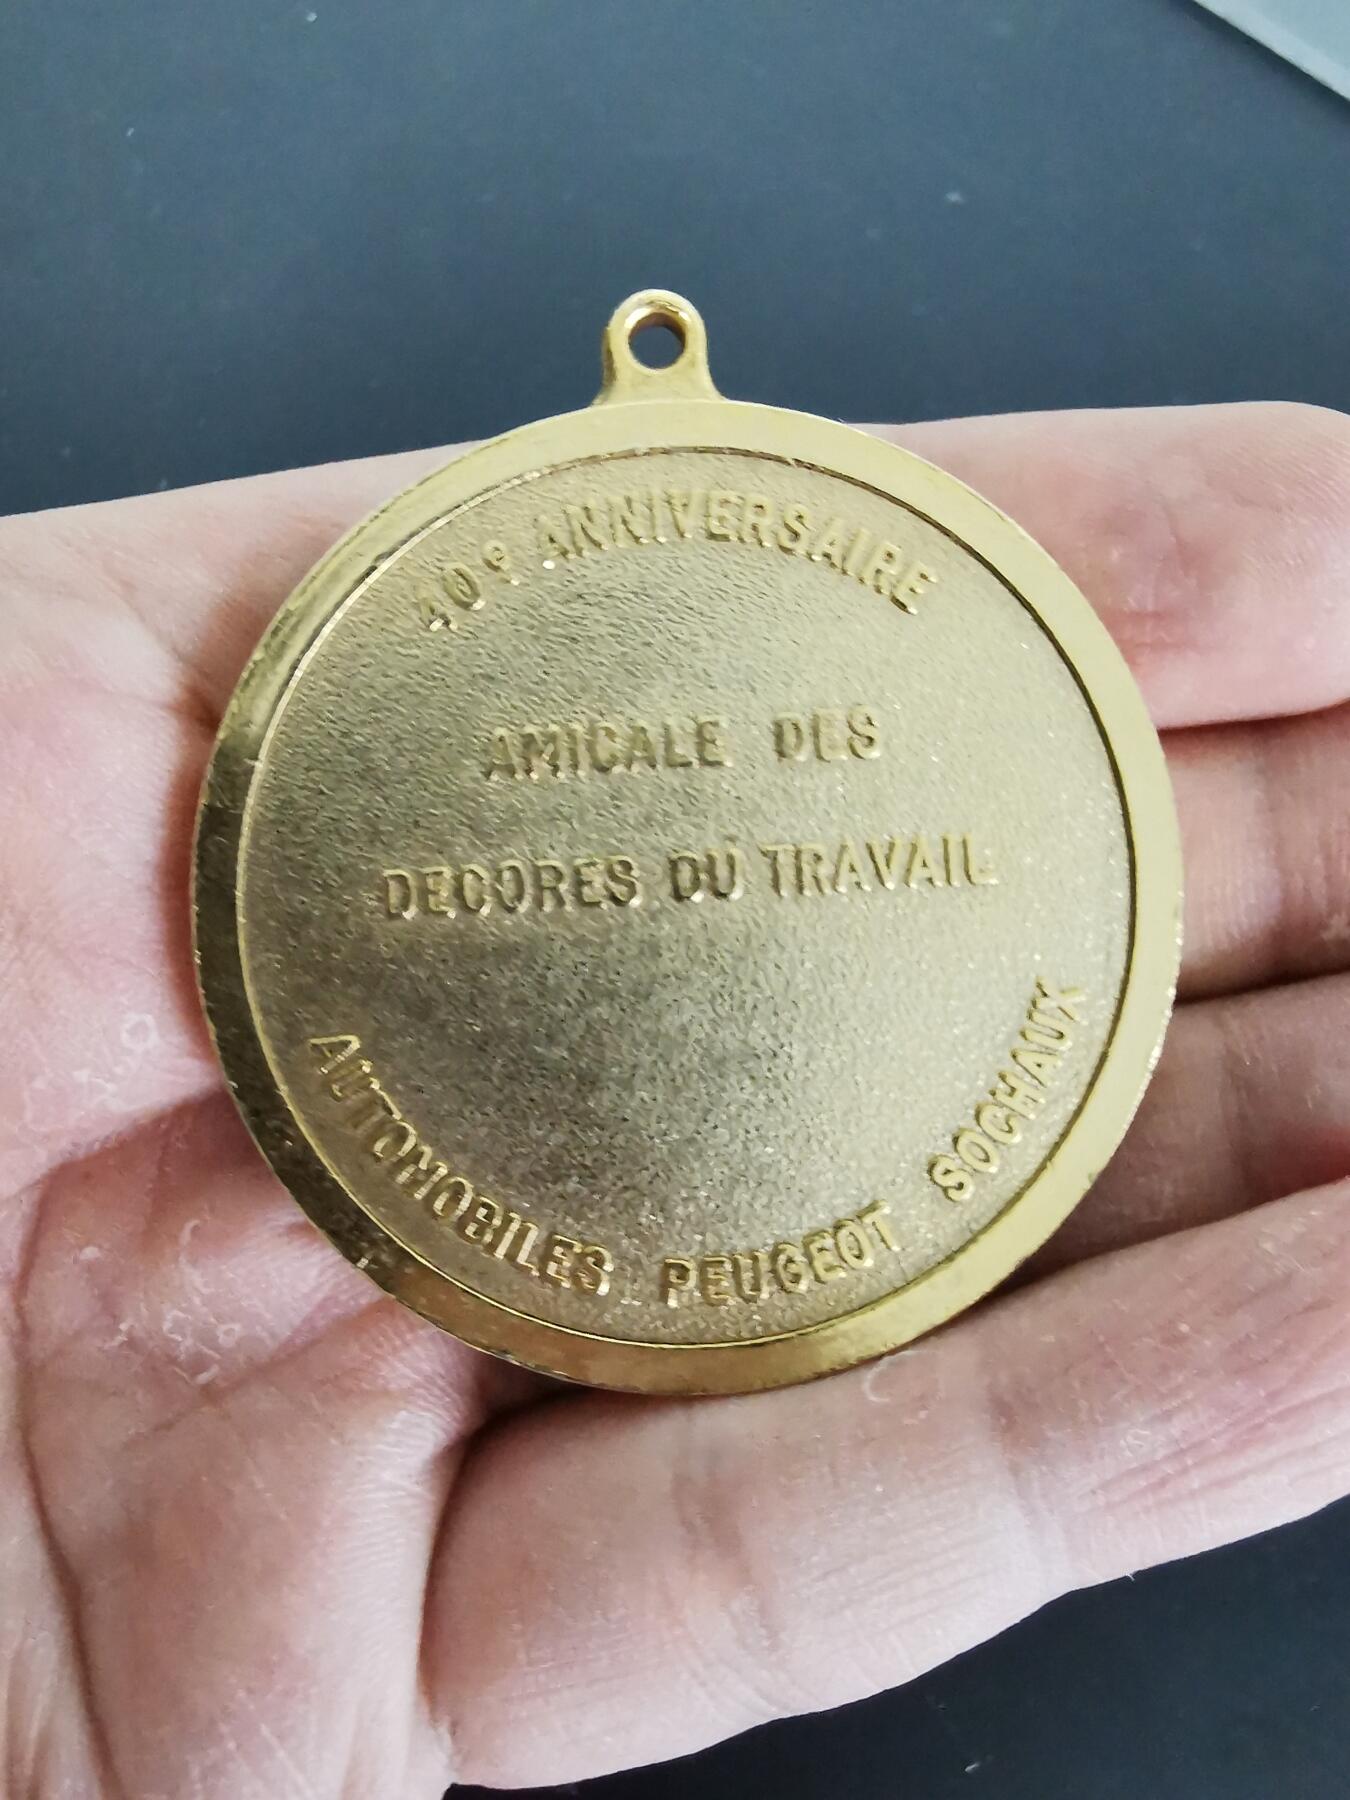 40e ANNIVERSAIRE
AMICALE DES
DECORES DU TRAVAIL
AUTOMOBILES PEUGEOT SOCHAUX